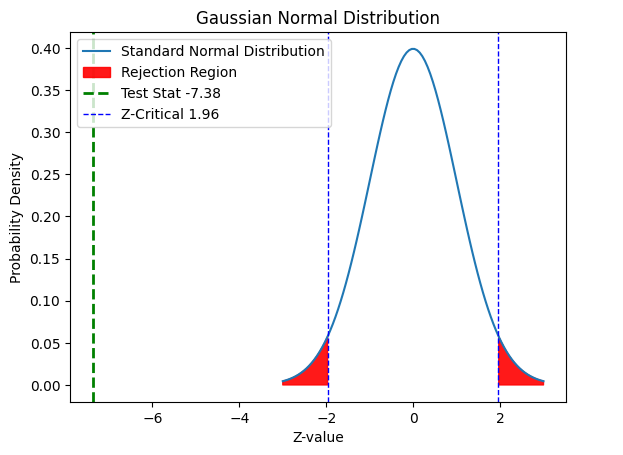 Gaussian Normal Distribution
Standard Normal Distribution
Rejection Region
Test Stat -7.38
Z-Critical 1.96
Probability Density
0.40
0.35
0.30
0.25
0.20
0.15
0.10
0.05
0.00
−6 −4 −2 0 2
Z-value